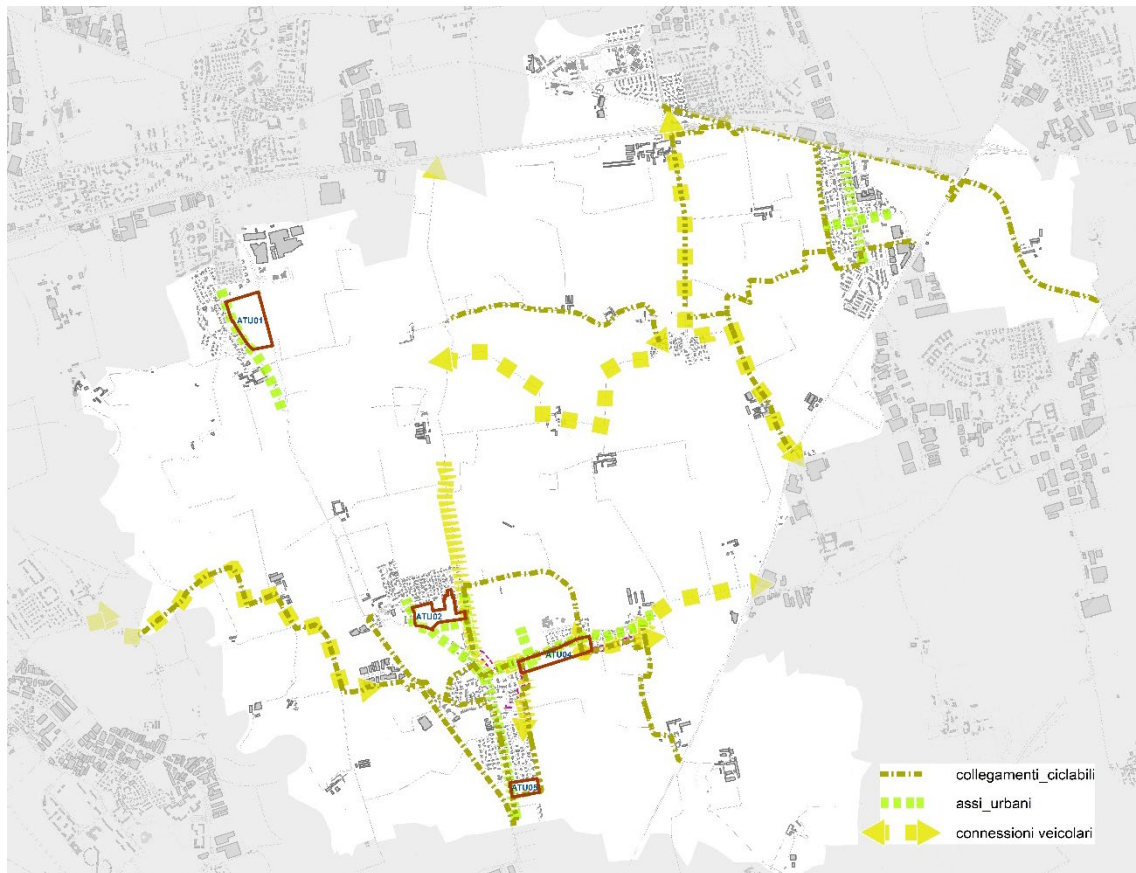 ATU01
ATU02
ATU04
ATU05
collegamenti_ciclabili
assi_urbani
connessioni veicolari